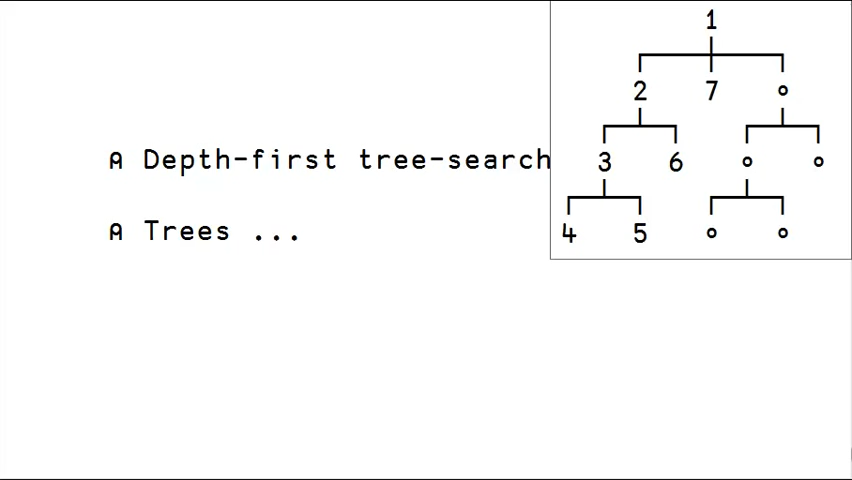 1
2 7 ∘
⍝ Depth-first tree-search
3 6 ∘ ∘
⍝ Trees ...
4 5 ∘ ∘